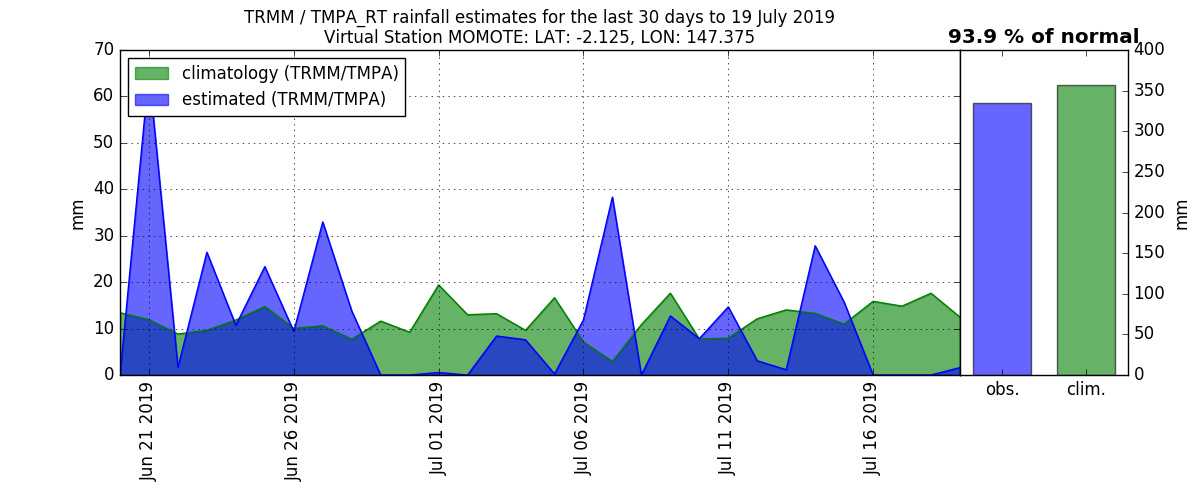 TRMM / TMPA_RT rainfall estimates for the last 30 days to 19 July 2019
Virtual Station MOMOTE: LAT: -2.125, LON: 147.375
93.9 % of normal
climatology (TRMM/TMPA)
estimated (TRMM/TMPA)
70
60
50
40
30
20
10
0
mm
Jun 21 2019
Jun 26 2019
Jul 01 2019
Jul 06 2019
Jul 11 2019
Jul 16 2019
400
350
300
250
200
150
100
50
0
mm
obs.
clim.